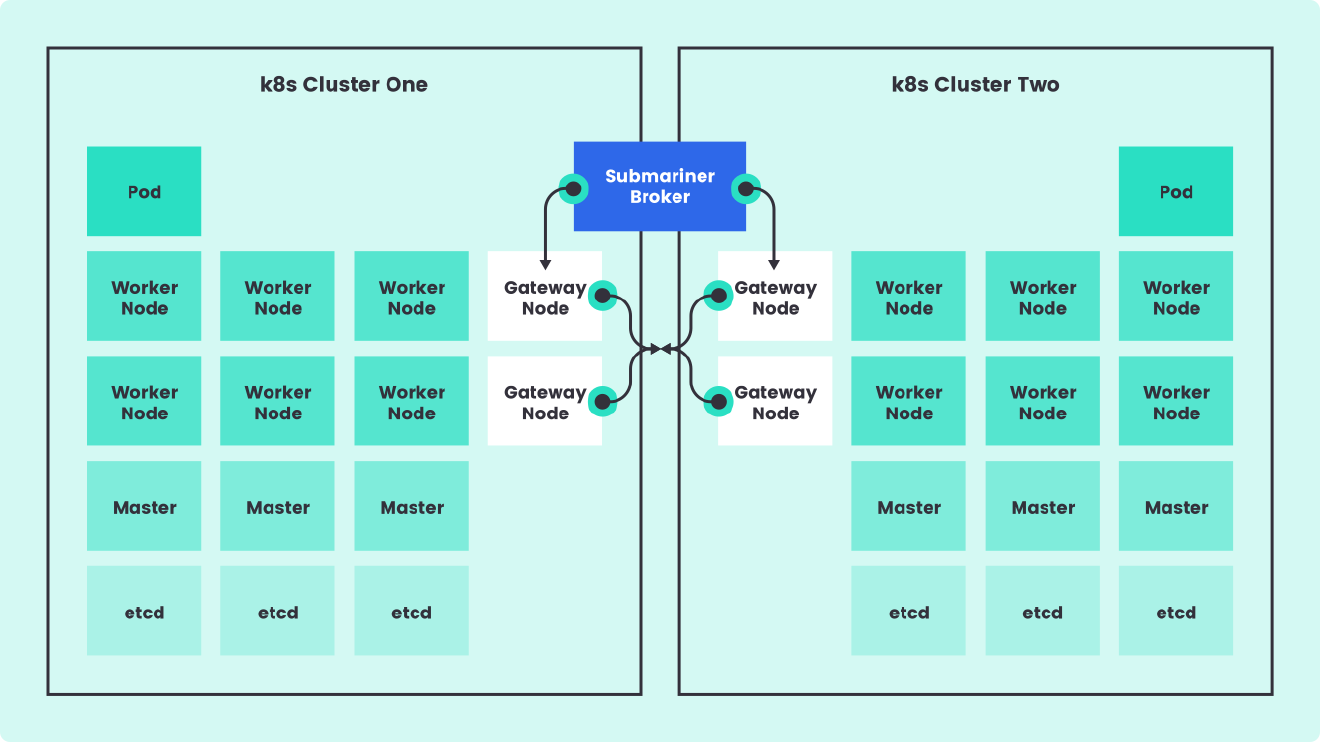 k8s Cluster One
k8s Cluster Two
Submariner
Broker
Pod
Pod
Worker
Node
Worker
Node
Worker
Node
Gateway
Node
Gateway
Node
Worker
Node
Worker
Node
Worker
Node
Worker
Node
Worker
Node
Worker
Node
Gateway
Node
Gateway
Node
Worker
Node
Worker
Node
Worker
Node
Master
Master
Master
Master
Master
Master
etcd
etcd
etcd
etcd
etcd
etcd